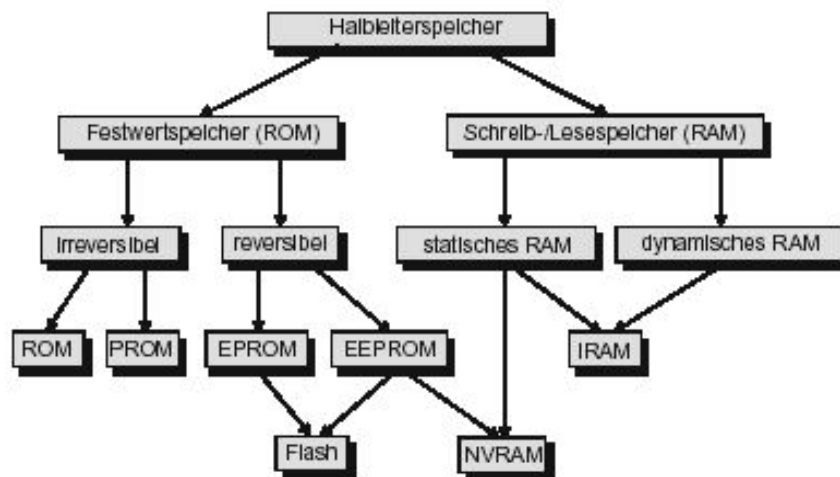 Halbleiterspeicher
Festwertspeicher (ROM)
Schreib-/Lesespeicher (RAM)
irreversibel
reversibel
statisches RAM
dynamisches RAM
ROM
PROM
EPROM
EEPROM
IRAM
Flash
NVRAM